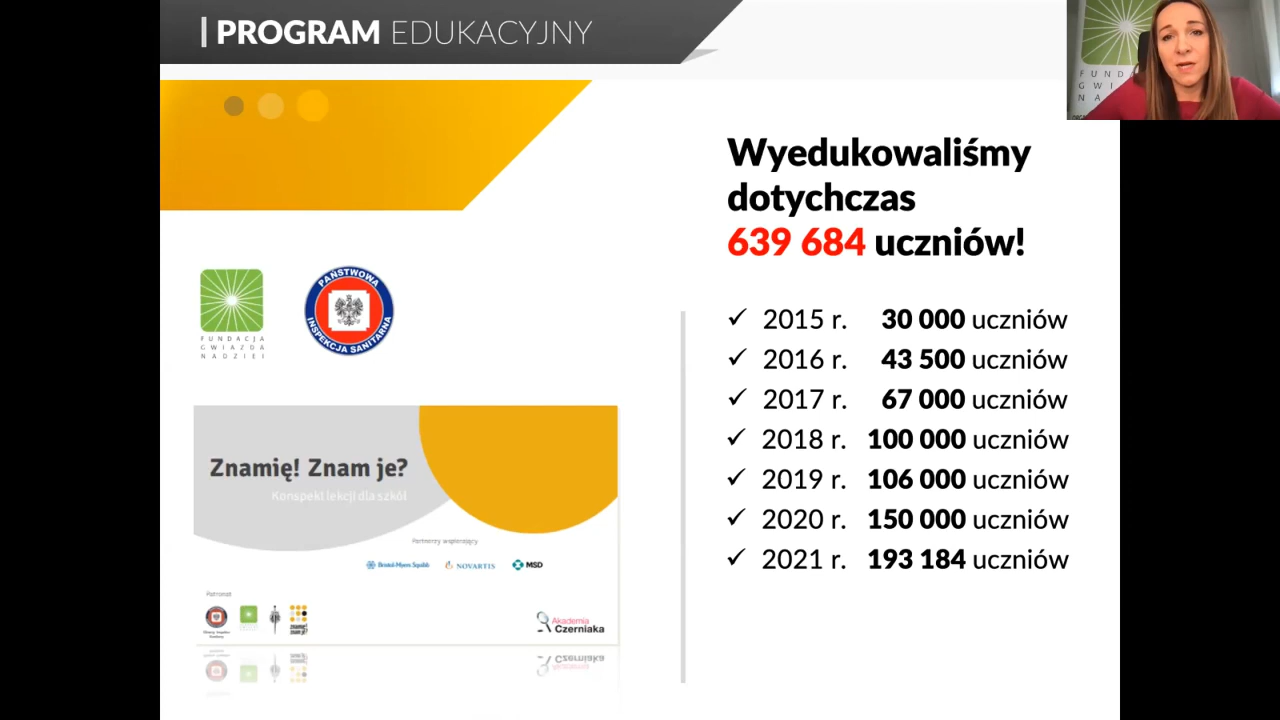 PROGRAM EDUKACYJNY
FUND
GWI
NA
Wyedukowaliśmy
dotychczas
639 684 uczniów!
FUNDACJA
GWIAZDA
NADZIEI
PAŃSTWOWA
INSPEKCJA SANITARNA
✓ 2015 r. 30 000 uczniów
✓ 2016 r. 43 500 uczniów
✓ 2017 r. 67 000 uczniów
✓ 2018 r. 100 000 uczniów
✓ 2019 r. 106 000 uczniów
✓ 2020 r. 150 000 uczniów
✓ 2021 r. 193 184 uczniów
Znamię! Znam je?
Konspekt lekcji dla szkół
Partnerzy wspierający
Bristol-Myers Squibb NOVARTIS MSD
Patronat
Akademia
Czerniaka